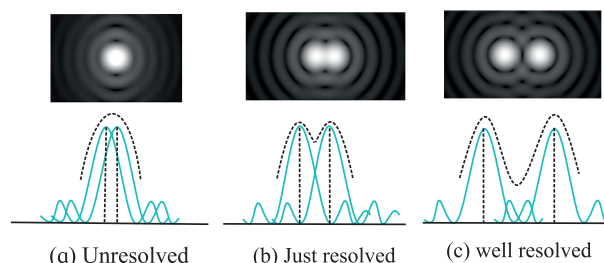 (q) Unresolved
(b) Just resolved
(c) well resolved